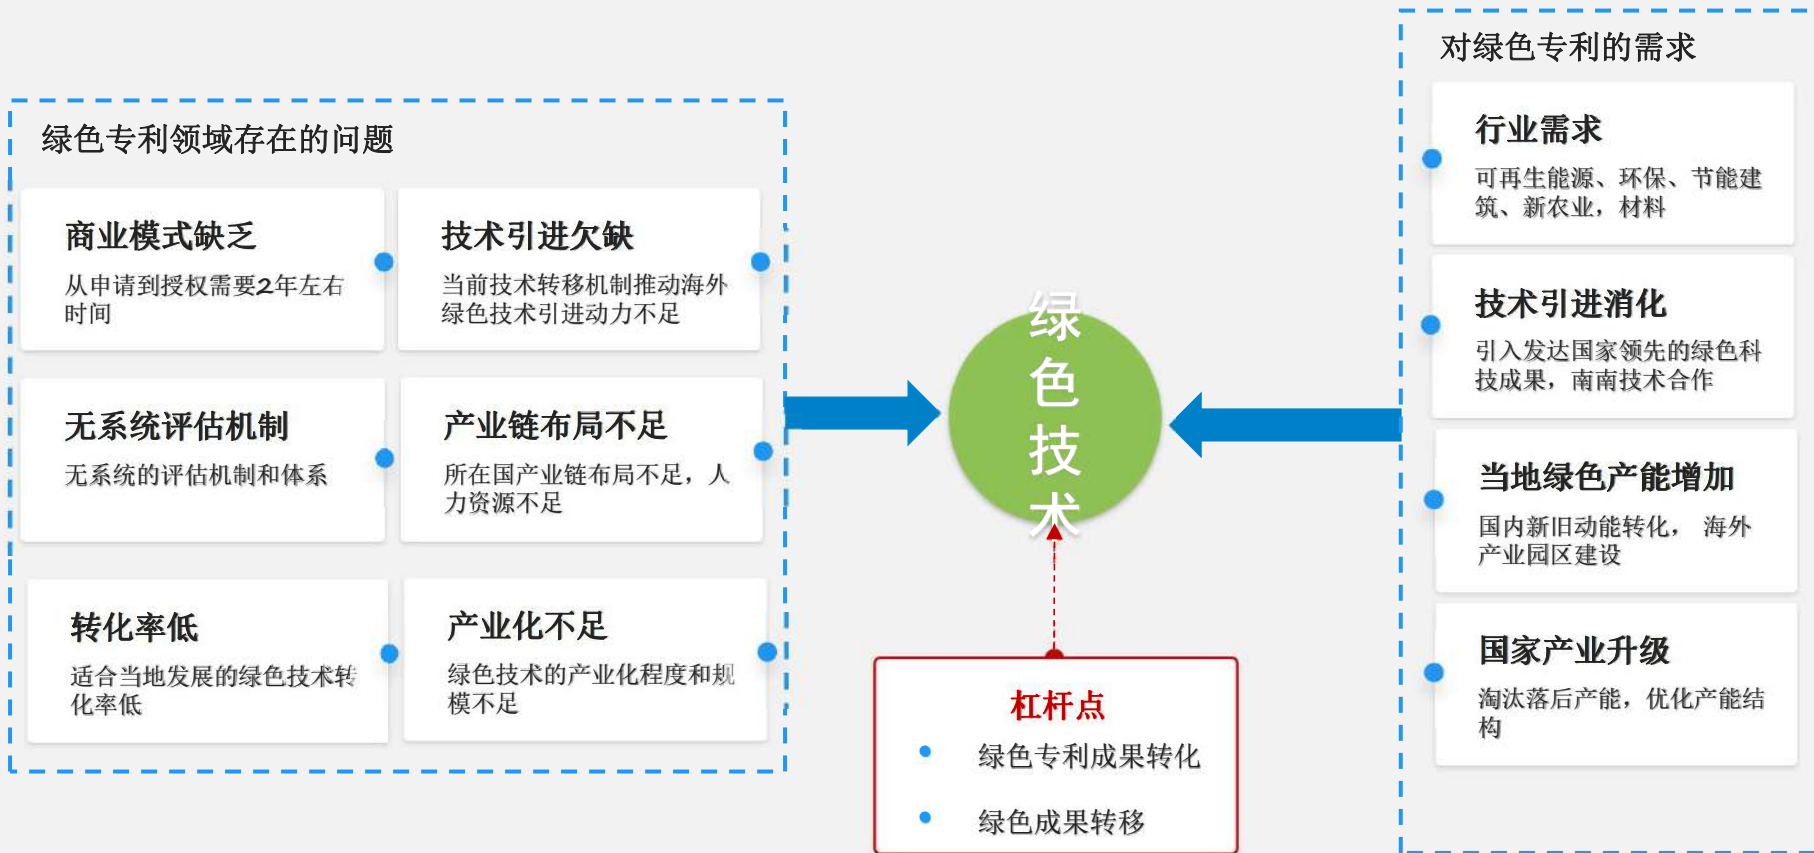 绿色专利领域存在的问题
商业模式缺乏
从申请到授权需要2年左右
时间
技术引进欠缺
当前技术转移机制推动海外
绿色技术引进动力不足
无系统评估机制
无系统的评估机制和体系
产业链布局不足
所在国产业链布局不足，人
力资源不足
转化率低
适合当地发展的绿色技术转
化率低
产业化不足
绿色技术的产业化程度和规
模不足
绿
色
技
术
杠杆点
绿色专利成果转化
绿色成果转移
对绿色专利的需求
行业需求
可再生能源、环保、节能建
筑、新农业，材料
技术引进消化
引入发达国家领先的绿色科
技成果，南南技术合作
当地绿色产能增加
国内新旧动能转化， 海外
产业园区建设
国家产业升级
淘汰落后产能，优化产能结
构